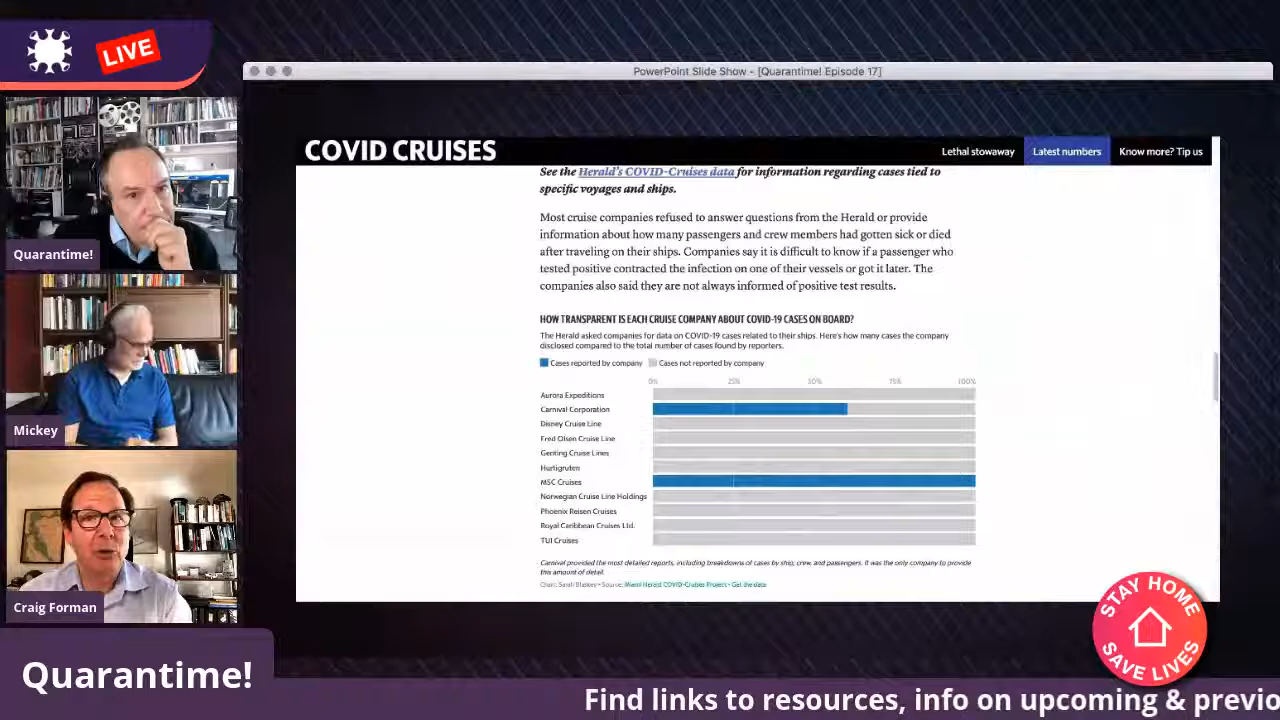 LIVE
PowerPoint Slide Show - [Quarantime! Episode 17]
COVID CRUISES
Lethal stowaway
Latest numbers
Know more? Tip us
See the Herald's COVID-Cruises data for information regarding cases tied to
specific voyages and ships.
Most cruise companies refused to answer questions from the Herald or provide
information about how many passengers and crew members had gotten sick or died
after traveling on their ships. Companies say it is difficult to know if a passenger who
tested positive contracted the infection on one of their vessels or got it later. The
companies also said they are not always informed of positive test results.
HOW TRANSPARENT IS EACH CRUISE COMPANY ABOUT COVID-19 CASES ON BOARD?
The Herald asked companies for data on COVID-19 cases related to their ships. Here's how many cases the company
disclosed compared to the total number of cases found by reporters.
Cases reported by company
Cases not reported by company
0%
25%
50%
75%
100%
Aurora Expeditions
Carnival Corporation
Disney Cruise Line
Fred Olsen Cruise Line
Genting Cruise Lines
Hurtigruten
MSC Cruises
Norwegian Cruise Line Holdings
Phoenix Reisen Cruises
Royal Caribbean Cruises Ltd.
TUI Cruises
Carnival provided the most detailed reports, including breakdowns of cases by ship, crew, and passengers. It was the only company to provide
this amount of detail.
Chart: Sarah Blaskey • Source: Miami Herald COVID-Cruises Project • Get the data
Quarantime!
Mickey
Craig Forman
STAY HOME
SAVE LIVES
Quarantime!
Find links to resources, info on upcoming & previo